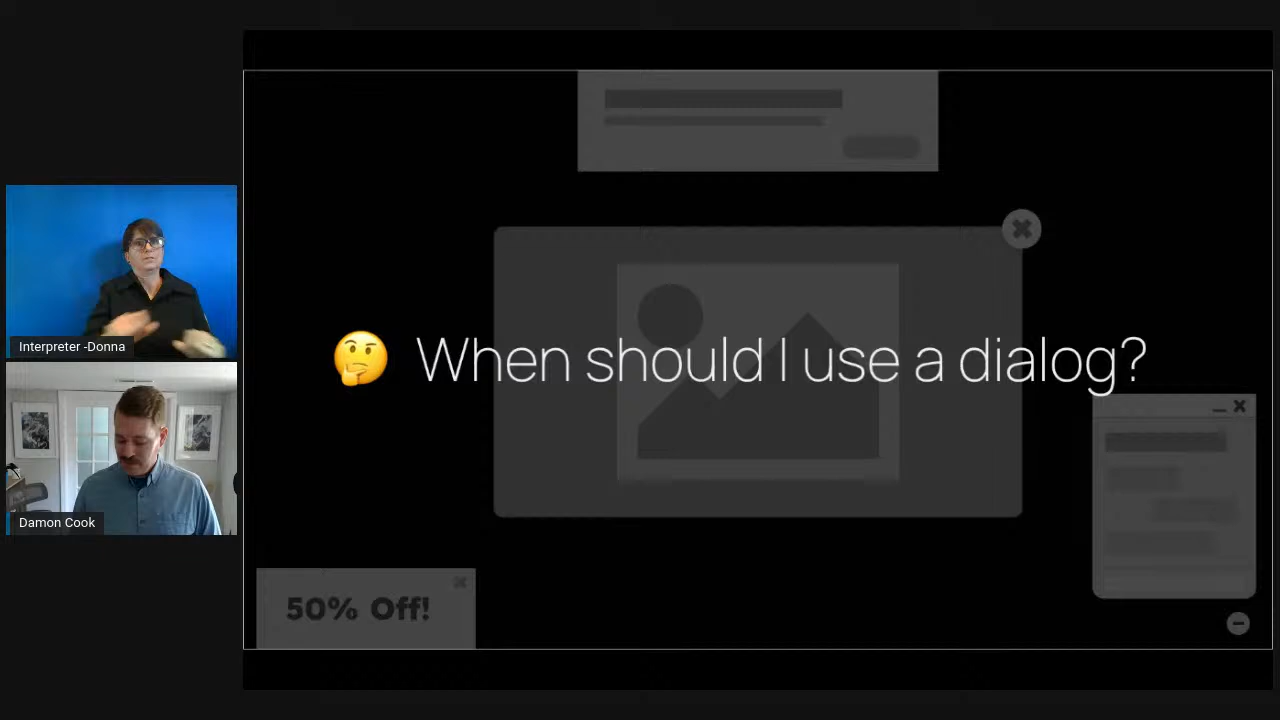 Interpreter -Donna
Damon Cook
🤔 When should I use a dialog?
50% Off!